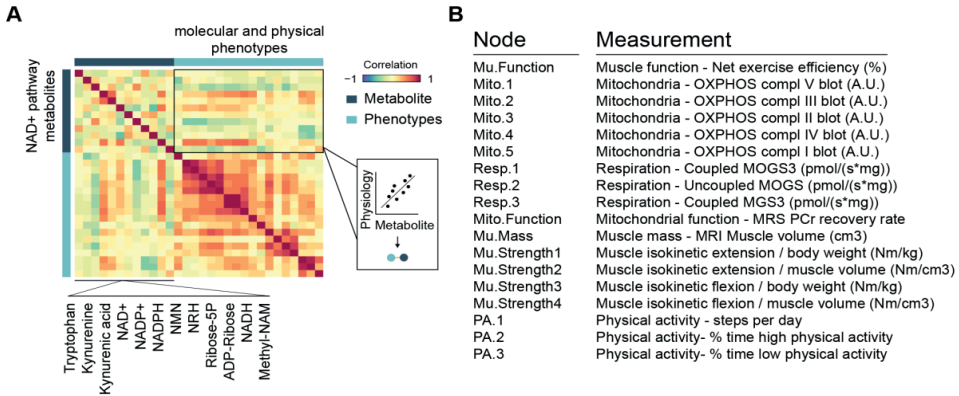 A
molecular and physical
phenotypes
NAD+ pathway
metabolites
Correlation
−1 1
Metabolite
Phenotypes
Physiology
Metabolite
Tryptophan
Kynurenine
Kynurenic acid
NAD+
NADP+
NADPH
NMN
NRH
Ribose-5P
ADP-Ribose
NADH
Methyl-NAM
B
Node Measurement
Mu.Function Muscle function - Net exercise efficiency (%)
Mito.1 Mitochondria - OXPHOS compl V blot (A.U.)
Mito.2 Mitochondria - OXPHOS compl III blot (A.U.)
Mito.3 Mitochondria - OXPHOS compl II blot (A.U.)
Mito.4 Mitochondria - OXPHOS compl IV blot (A.U.)
Mito.5 Mitochondria - OXPHOS compl I blot (A.U.)
Resp.1 Respiration - Coupled MOGS3 (pmol/(s*mg))
Resp.2 Respiration - Uncoupled MOGS (pmol/(s*mg))
Resp.3 Respiration - Coupled MGS3 (pmol/(s*mg))
Mito.Function Mitochondrial function - MRS PCr recovery rate
Mu.Mass Muscle mass - MRI Muscle volume (cm3)
Mu.Strength1 Muscle isokinetic extension / body weight (Nm/kg)
Mu.Strength2 Muscle isokinetic extension / muscle volume (Nm/cm3)
Mu.Strength3 Muscle isokinetic flexion / body weight (Nm/kg)
Mu.Strength4 Muscle isokinetic flexion / muscle volume (Nm/cm3)
PA.1 Physical activity - steps per day
PA.2 Physical activity- % time high physical activity
PA.3 Physical activity- % time low physical activity